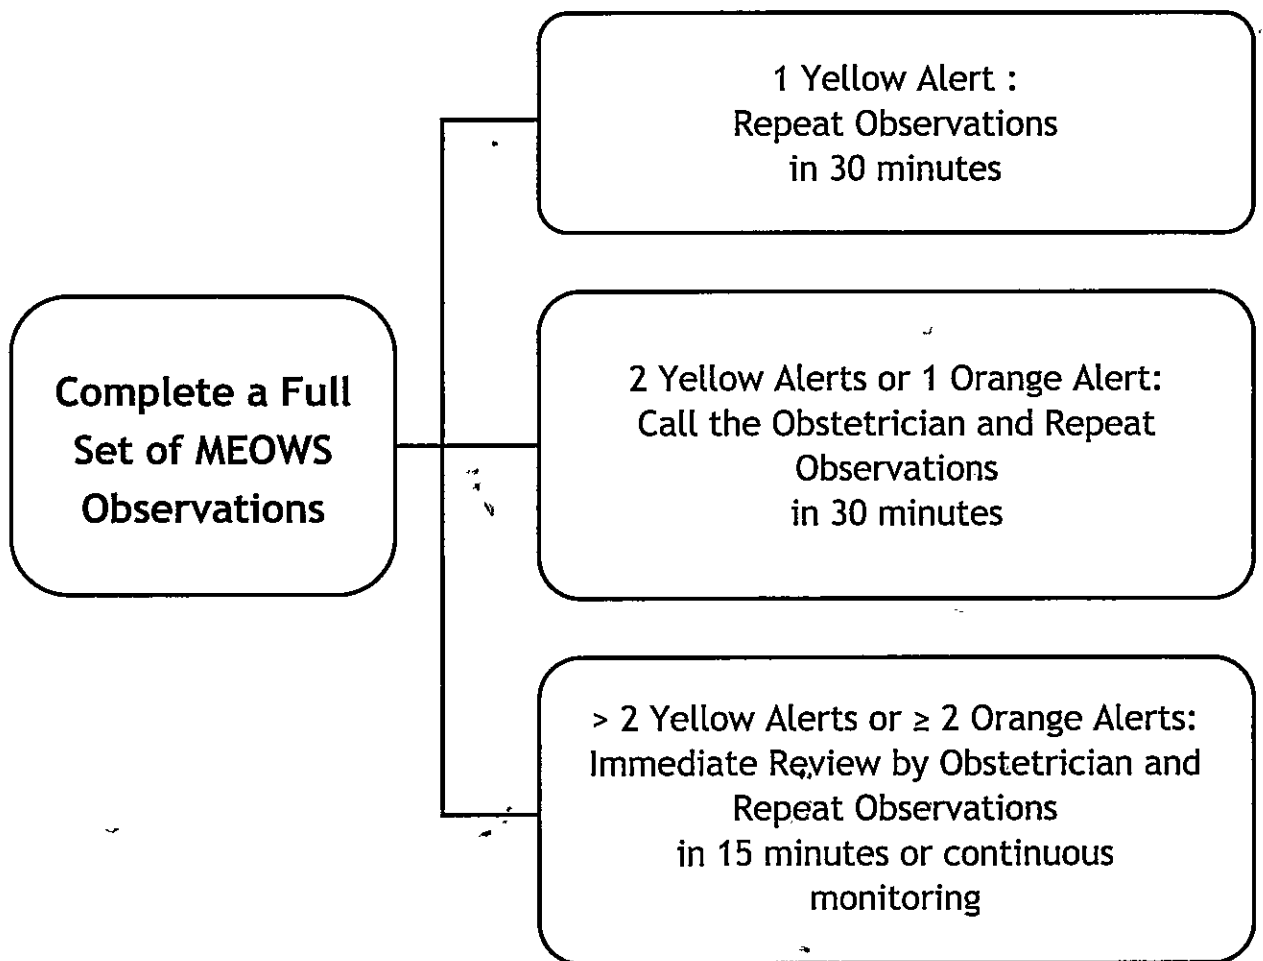 1 Yellow Alert :
Repeat Observations
in 30 minutes
Complete a Full
Set of MEOWS
Observations
2 Yellow Alerts or 1 Orange Alert:
Call the Obstetrician and Repeat
Observations
in 30 minutes
> 2 Yellow Alerts or ≥ 2 Orange Alerts:
Immediate Review by Obstetrician and
Repeat Observations
in 15 minutes or continuous
monitoring